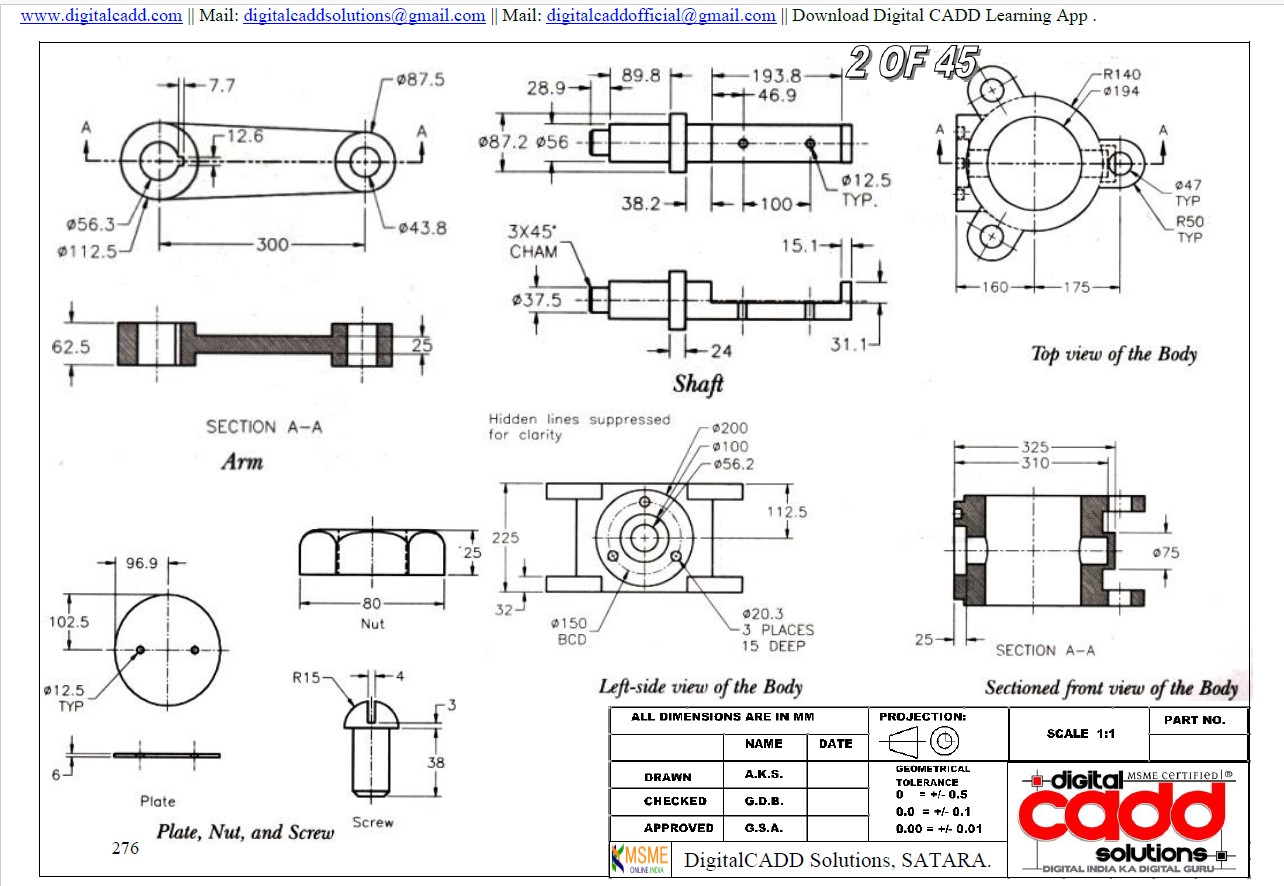 www.digitalcadd.com || Mail: digitalcaddsolutions@gmail.com || Mail: digitalcaddofficial@gmail.com || Download Digital CADD Learning App .
2 OF 45
7.7
ø87.5
A
A
12.6
ø56.3
ø112.5
ø43.8
300
62.5
25
SECTION A-A
Arm
89.8
193.8
28.9
46.9
ø87.2
ø56
ø12.5
TYP.
38.2
100
3X45°
CHAM
15.1
ø37.5
31.1
24
Shaft
R140
ø194
A
A
ø47
TYP
R50
TYP
160
175
Top view of the Body
Hidden lines suppressed
for clarity
ø200
ø100
ø56.2
112.5
225
32
ø150
BCD
ø20.3
3 PLACES
15 DEEP
Left-side view of the Body
325
310
ø75
25
SECTION A-A
Sectioned front view of the Body
96.9
102.5
ø12.5
TYP
6
Plate
25
80
Nut
R15
4
3
38
Screw
Plate, Nut, and Screw
276
ALL DIMENSIONS ARE IN MM
NAME
DATE
DRAWN
A.K.S.
CHECKED
G.D.B.
APPROVED
G.S.A.
PROJECTION:
GEOMETRICAL
TOLERANCE
0 = +/- 0.5
0.0 = +/- 0.1
0.00 = +/- 0.01
SCALE 1:1
PART NO.
MSME
ONLINE INDIA
DigitalCADD Solutions, SATARA.
digital
MSME CERTIFIED!®
cadd
solutions
DIGITAL INDIA KA DIGITAL GURU